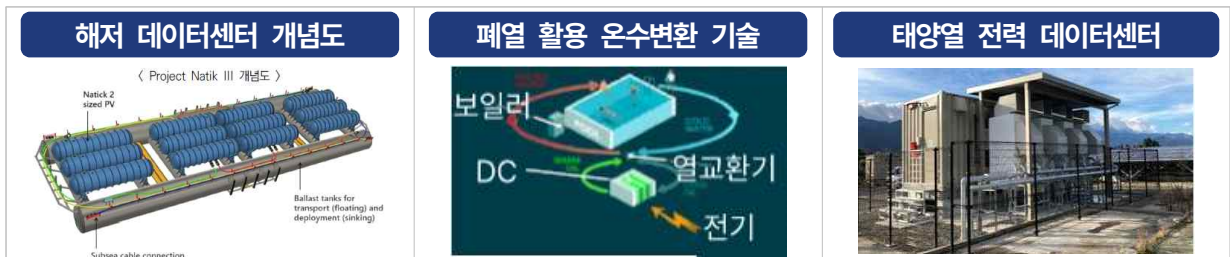 해저 데이터센터 개념도
폐열 활용 온수변환 기술
태양열 전력 데이터센터
〈 Project Natik III 개념도 〉
Natick 2
sized PV
Ballast tanks for
transport (floating) and
deployment (sinking)
Subsea cable connection
보일러
DC
열교환기
전기